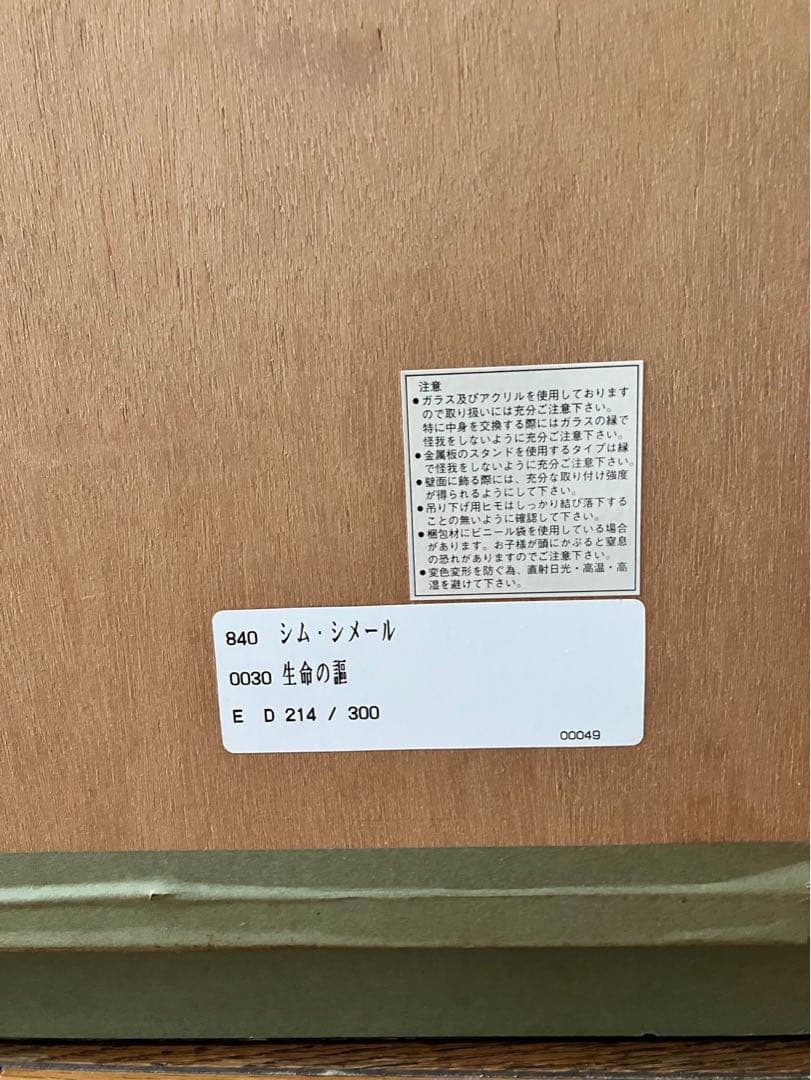 注意
●ガラス及びアクリルを使用しております
ので取り扱いには充分ご注意下さい。
特に中身を交換する際にはガラスの縁で
怪我をしないように充分ご注意下さい。
●金属板のスタンドを使用するタイプは縁
で怪我をしないように充分ご注意下さい。
●壁面に飾る際には、充分な取り付け強度
が得られるようにして下さい。
●吊り下げ用ヒモはしっかり結び落下する
ことの無いように確認して下さい。
●梱包材にビニール袋を使用している場合
があります。お子様が頭にかぶると窒息
の恐れがありますのでご注意下さい。
●変色変形を防ぐ為、直射日光・高温・高
湿を避けて下さい。
840 シム・シメール
0030 生命の謳
E D 214 / 300
00049